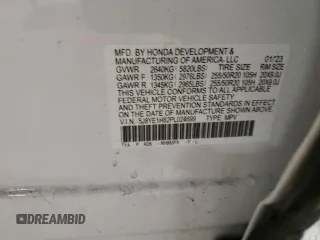 MFD. BY HONDA DEVELOPMENT &
MANUFACTURING OF AMERICA, LLC 01/23
GVWR 2640KG ( 5820LBS) TIRE SIZE RIM SIZE
GAWR F 1350KG ( 2976LBS) 255/50R20 105H 20X9.0J
GAWR R 1345KG ( 2965LBS) 255/50R20 105H 20X9.0J
THIS VEHICLE CONFORMS TO ALL APPLICABLE
FEDERAL MOTOR VEHICLE SAFETY AND
THEFT PREVENTION STANDARDS IN EFFECT ON THE
DATE OF MANUFACTURE SHOWN ABOVE.
V.I.N. TYPE: MPV
DREAMBID